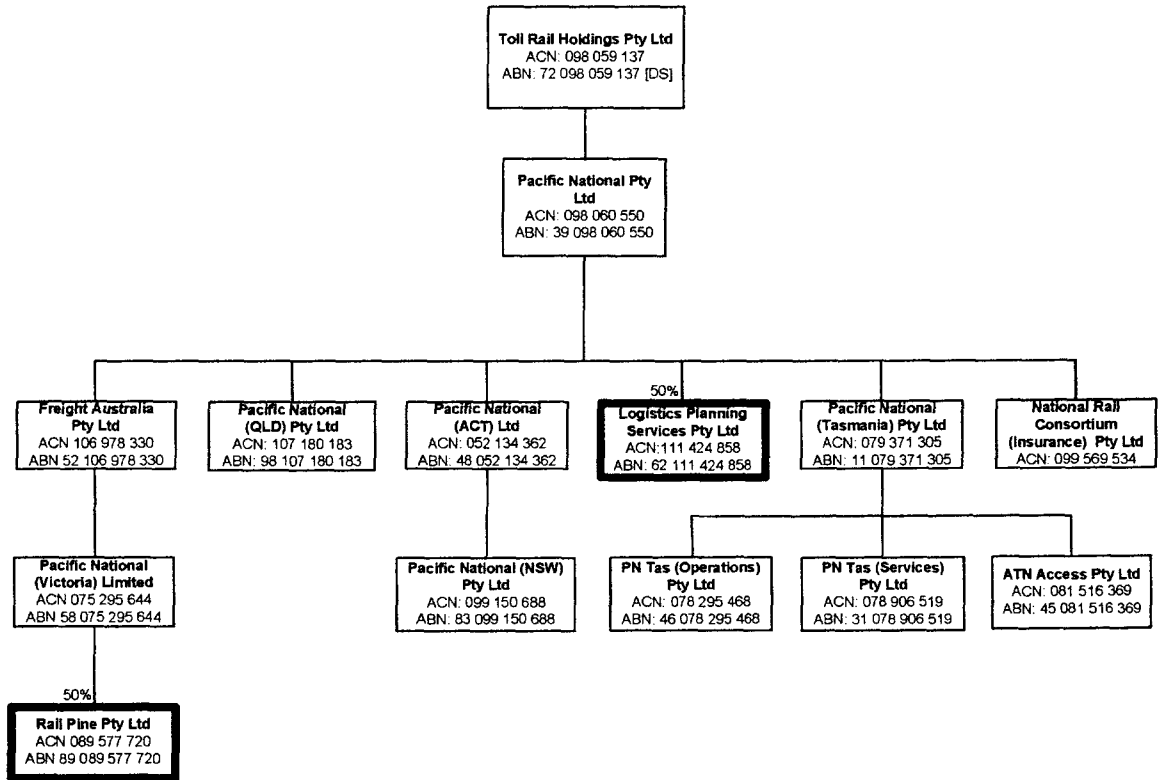 Toll Rail Holdings Pty Ltd
ACN: 098 059 137
ABN: 72 098 059 137 [DS]
Pacific National Pty
Ltd
ACN: 098 060 550
ABN: 39 098 060 550
Freight Australia
Pty Ltd
ACN 106 978 330
ABN 52 106 978 330
Pacific National
(QLD) Pty Ltd
ACN: 107 180 183
ABN: 98 107 180 183
Pacific National
(ACT) Ltd
ACN: 052 134 362
ABN: 48 052 134 362
50%
Logistics Planning
Services Pty Ltd
ACN:111 424 858
ABN: 62 111 424 858
Pacific National
(Tasmania) Pty Ltd
ACN: 079 371 305
ABN: 11 079 371 305
National Rail
Consortium
(Insurance) Pty Ltd
ACN: 099 569 534
Pacific National
(Victoria) Limited
ACN 075 295 644
ABN 58 075 295 644
Pacific National (NSW)
Pty Ltd
ACN: 099 150 688
ABN: 83 099 150 688
PN Tas (Operations)
Pty Ltd
ACN: 078 295 468
ABN: 46 078 295 468
PN Tas (Services)
Pty Ltd
ACN: 078 906 519
ABN: 31 078 906 519
ATN Access Pty Ltd
ACN: 081 516 369
ABN: 45 081 516 369
50%
Rail Pine Pty Ltd
ACN 089 577 720
ABN 89 089 577 720